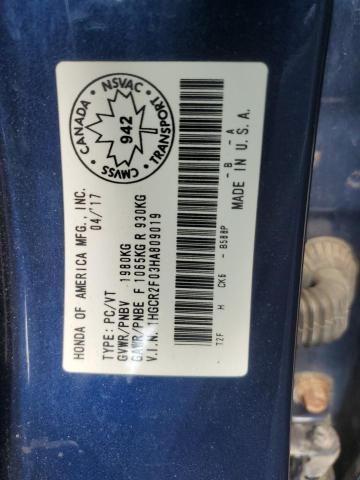 HONDA OF AMERICA MFG., INC.
04/'17
TYPE: PC/VT
GVWR/PNBV 1980KG
GAWR/PNBE F 1065KG R 930KG
V.I.N. 1HGCR2F03HA809019
CANADA
NSVAC
TRANSPORT
CMVSS
942
T2F H CK6 - B588P - B - A
MADE IN U.S.A.